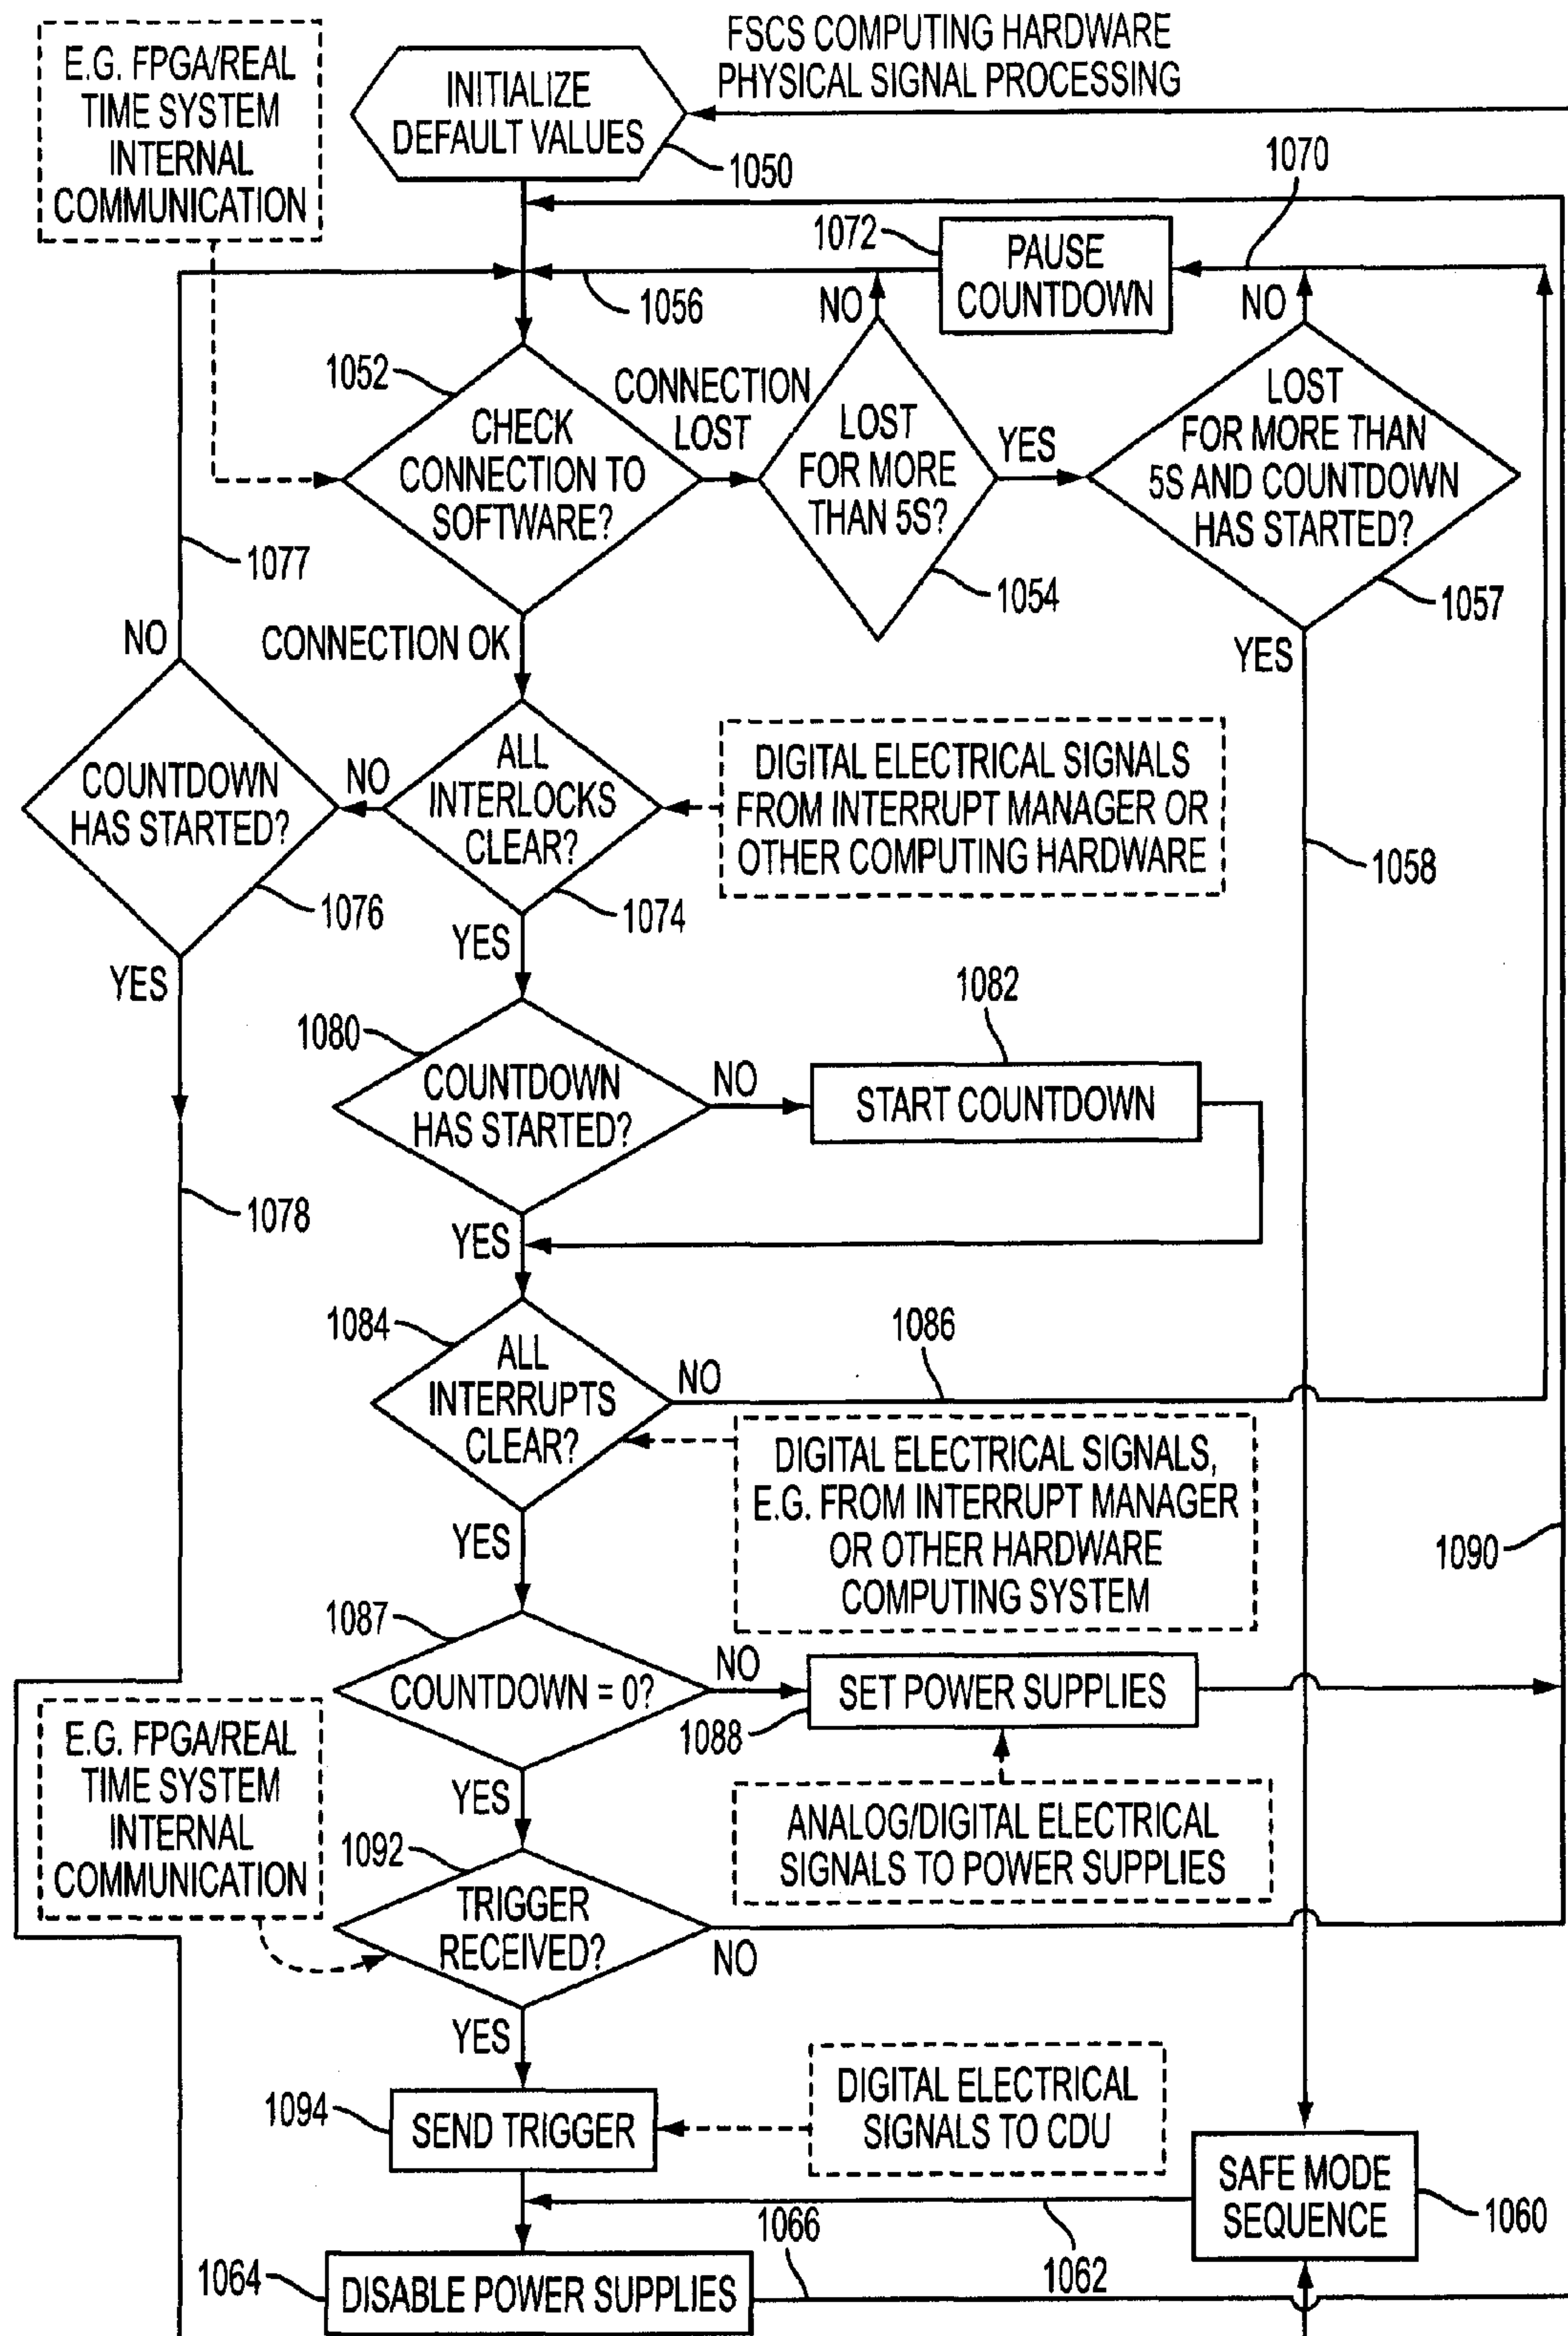 FSCS COMPUTING HARDWARE
PHYSICAL SIGNAL PROCESSING
E.G. FPGA/REAL
TIME SYSTEM
INTERNAL
COMMUNICATION
INITIALIZE
DEFAULT VALUES
1050
1070
1072
PAUSE
COUNTDOWN
1056
NO
NO
1052
CHECK
CONNECTION TO
SOFTWARE?
CONNECTION
LOST
LOST
FOR MORE
THAN 5S?
YES
1054
LOST
FOR MORE THAN
5S AND COUNTDOWN
HAS STARTED?
1057
YES
1077
NO
CONNECTION OK
COUNTDOWN
HAS STARTED?
1076
YES
NO
ALL
INTERLOCKS
CLEAR?
1074
YES
DIGITAL ELECTRICAL SIGNALS
FROM INTERRUPT MANAGER OR
OTHER COMPUTING HARDWARE
1058
1080
COUNTDOWN
HAS STARTED?
NO
1082
START COUNTDOWN
1078
YES
1084
ALL
INTERRUPTS
CLEAR?
NO
1086
DIGITAL ELECTRICAL SIGNALS,
E.G. FROM INTERRUPT MANAGER
OR OTHER HARDWARE
COMPUTING SYSTEM
1090
YES
1087
COUNTDOWN = 0?
NO
SET POWER SUPPLIES
1088
E.G. FPGA/REAL
TIME SYSTEM
INTERNAL
COMMUNICATION
YES
ANALOG/DIGITAL ELECTRICAL
SIGNALS TO POWER SUPPLIES
1092
TRIGGER
RECEIVED?
NO
YES
1094
SEND TRIGGER
DIGITAL ELECTRICAL
SIGNALS TO CDU
SAFE MODE
SEQUENCE
1060
1062
1066
1064
DISABLE POWER SUPPLIES